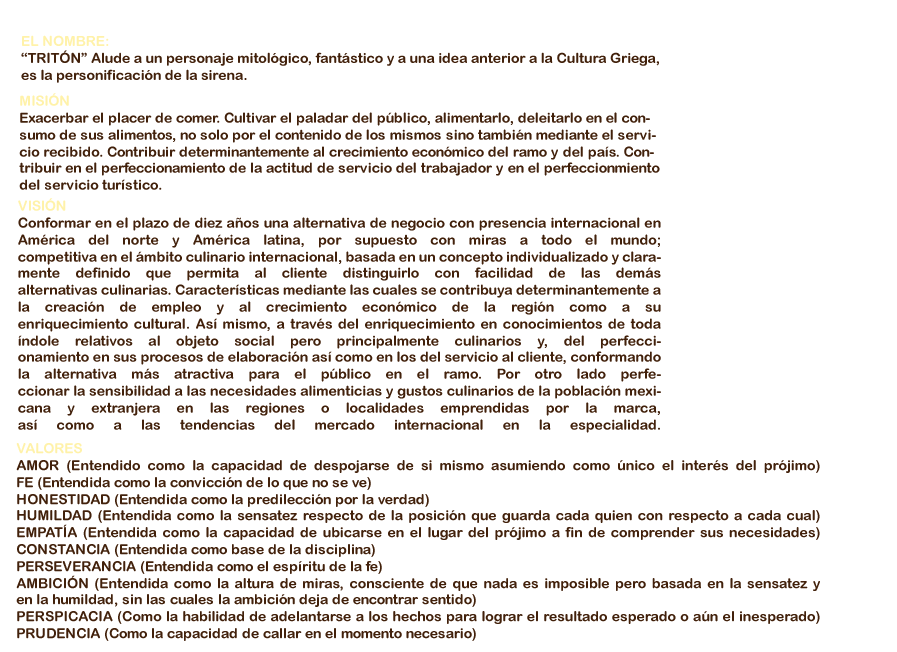 EL NOMBRE:
“TRITÓN” Alude a un personaje mitológico, fantástico y a una idea anterior a la Cultura Griega,
es la personificación de la sirena.
MISIÓN
Exacerbar el placer de comer. Cultivar el paladar del público, alimentarlo, deleitarlo en el con-
sumo de sus alimentos, no solo por el contenido de los mismos sino también mediante el servi-
cio recibido. Contribuir determinantemente al crecimiento económico del ramo y del país. Con-
tribuir en el perfeccionamiento de la actitud de servicio del trabajador y en el perfeccionmiento
del servicio turístico.
VISIÓN
Conformar en el plazo de diez años una alternativa de negocio con presencia internacional en
América del norte y América latina, por supuesto con miras a todo el mundo;
competitiva en el ámbito culinario internacional, basada en un concepto individualizado y clara-
mente definido que permita al cliente distinguirlo con facilidad de las demás
alternativas culinarias. Características mediante las cuales se contribuya determinantemente a
la creación de empleo y al crecimiento económico de la región como a su
enriquecimiento cultural. Así mismo, a través del enriquecimiento en conocimientos de toda
índole relativos al objeto social pero principalmente culinarios y, del perfecci-
onamiento en sus procesos de elaboración así como en los del servicio al cliente, conformando
la alternativa más atractiva para el público en el ramo. Por otro lado perfe-
ccionar la sensibilidad a las necesidades alimenticias y gustos culinarios de la población mexi-
cana y extranjera en las regiones o localidades emprendidas por la marca,
así como a las tendencias del mercado internacional en la especialidad.
VALORES
AMOR (Entendido como la capacidad de despojarse de si mismo asumiendo como único el interés del prójimo)
FE (Entendida como la convicción de lo que no se ve)
HONESTIDAD (Entendida como la predilección por la verdad)
HUMILDAD (Entendida como la sensatez respecto de la posición que guarda cada quien con respecto a cada cual)
EMPATÍA (Entendida como la capacidad de ubicarse en el lugar del prójimo a fin de comprender sus necesidades)
CONSTANCIA (Entendida como base de la disciplina)
PERSEVERANCIA (Entendida como el espíritu de la fe)
AMBICIÓN (Entendida como la altura de miras, consciente de que nada es imposible pero basada en la sensatez y
en la humildad, sin las cuales la ambición deja de encontrar sentido)
PERSPICACIA (Como la habilidad de adelantarse a los hechos para lograr el resultado esperado o aún el inesperado)
PRUDENCIA (Como la capacidad de callar en el momento necesario)